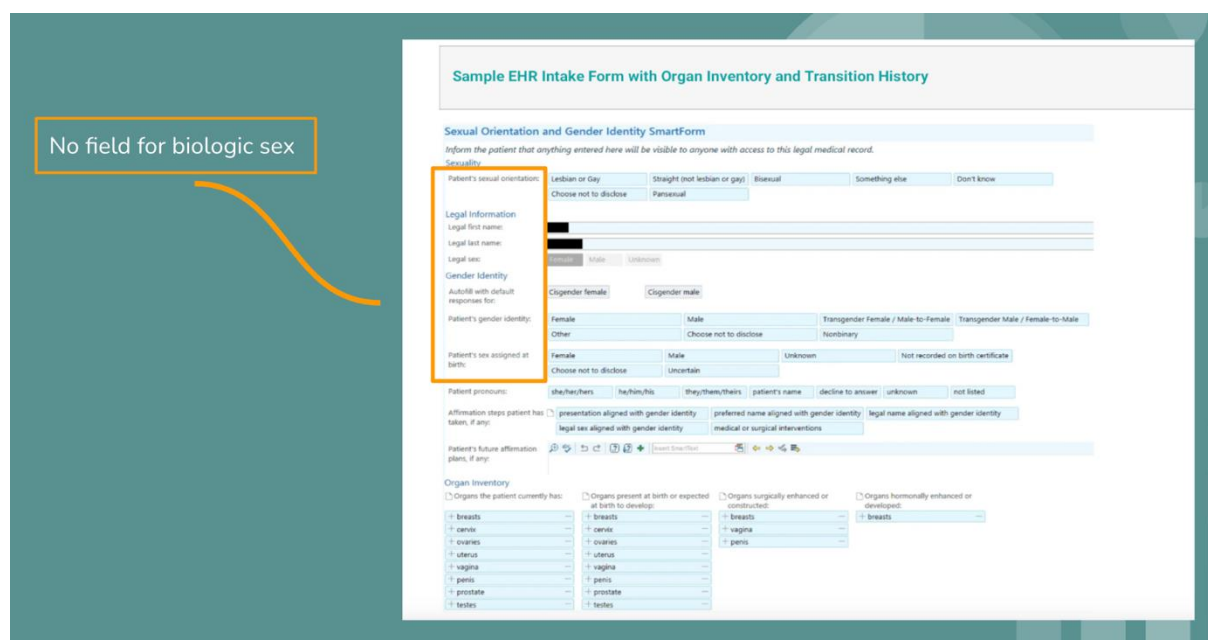 No field for biologic sex
Sample EHR Intake Form with Organ Inventory and Transition History
Sexual Orientation and Gender Identity SmartForm
Inform the patient that anything entered here will be visible to anyone with access to this legal medical record.
Sexuality
Patient's sexual orientation: Lesbian or Gay Straight (not lesbian or gay) Bisexual Something else Don't know
Choose not to disclose Pansexual
Legal Information
Legal first name:
Legal last name:
Legal sex: Female Male Unknown
Gender Identity
Autofill with default Cisgender female Cisgender male
responses for:
Patient's gender identity: Female Male Transgender Female / Male-to-Female Transgender Male / Female-to-Male
Other Choose not to disclose Nonbinary
Patient's sex assigned at Female Male Unknown Not recorded on birth certificate
birth: Choose not to disclose Uncertain
Patient pronouns: she/her/hers he/him/his they/them/theirs patient's name decline to answer unknown not listed
Affirmation steps patient has presentation aligned with gender identity preferred name aligned with gender identity legal name aligned with gender identity
taken, if any: legal sex aligned with gender identity medical or surgical interventions
Patient's future affirmation Insert SmartText
plans, if any:
Organ Inventory
Organs the patient currently has: Organs present at birth or expected Organs surgically enhanced or Organs hormonally enhanced or
at birth to develop: constructed: developed:
+ breasts + breasts + breasts + breasts
+ cervix + cervix + vagina
+ ovaries + ovaries + penis
+ uterus + uterus
+ vagina + vagina
+ penis + penis
+ prostate + prostate
+ testes + testes